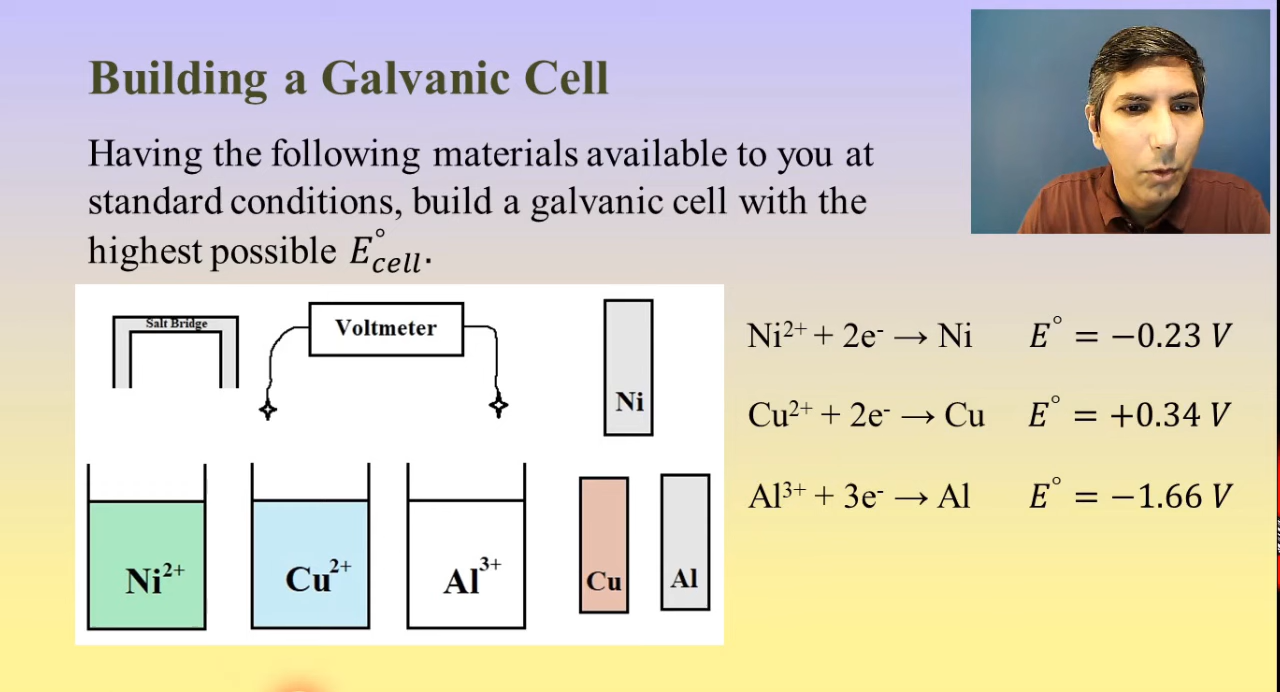 Building a Galvanic Cell
Having the following materials available to you at
standard conditions, build a galvanic cell with the
highest possible E°cell.
Salt Bridge
Voltmeter
Ni
Ni²⁺
Cu²⁺
Al³⁺
Cu
Al
Ni²⁺ + 2e⁻ → Ni E° = −0.23 V
Cu²⁺ + 2e⁻ → Cu E° = +0.34 V
Al³⁺ + 3e⁻ → Al E° = −1.66 V